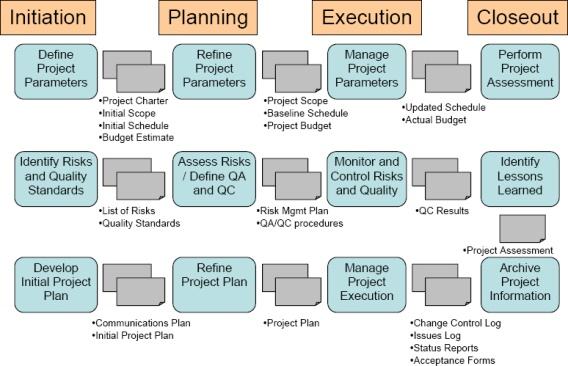 Initiation
Planning
Execution
Closeout
Define
Project
Parameters
Refine
Project
Parameters
Manage
Project
Parameters
Perform
Project
Assessment
•Project Charter
•Initial Scope
•Initial Schedule
•Budget Estimate
•Project Scope
•Baseline Schedule
•Project Budget
•Updated Schedule
•Actual Budget
Identify Risks
and Quality
Standards
Assess Risks
/ Define QA
and QC
Monitor and
Control Risks
and Quality
Identify
Lessons
Learned
•List of Risks
•Quality Standards
•Risk Mgmt Plan
•QA/QC procedures
•QC Results
•Project Assessment
Develop
Initial Project
Plan
Refine
Project Plan
Manage
Project
Execution
Archive
Project
Information
•Communications Plan
•Initial Project Plan
•Project Plan
•Change Control Log
•Issues Log
•Status Reports
•Acceptance Forms